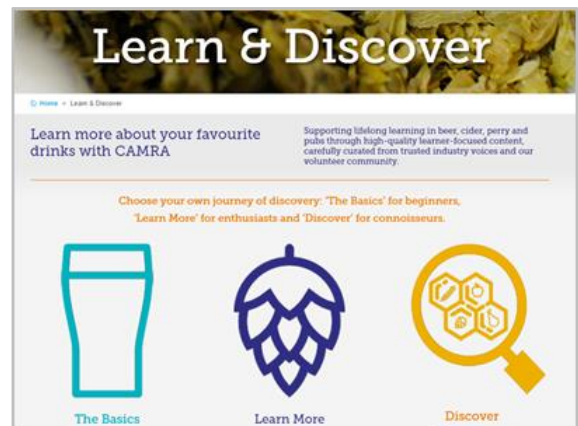 Learn & Discover
Home » Learn & Discover
Learn more about your favourite
drinks with CAMRA
Supporting lifelong learning in beer, cider, perry and
pubs through high-quality learner-focused content,
carefully curated from trusted industry voices and our
volunteer community.
Choose your own journey of discovery: 'The Basics' for beginners,
'Learn More' for enthusiasts and 'Discover' for connoisseurs.
The Basics
Learn More
Discover